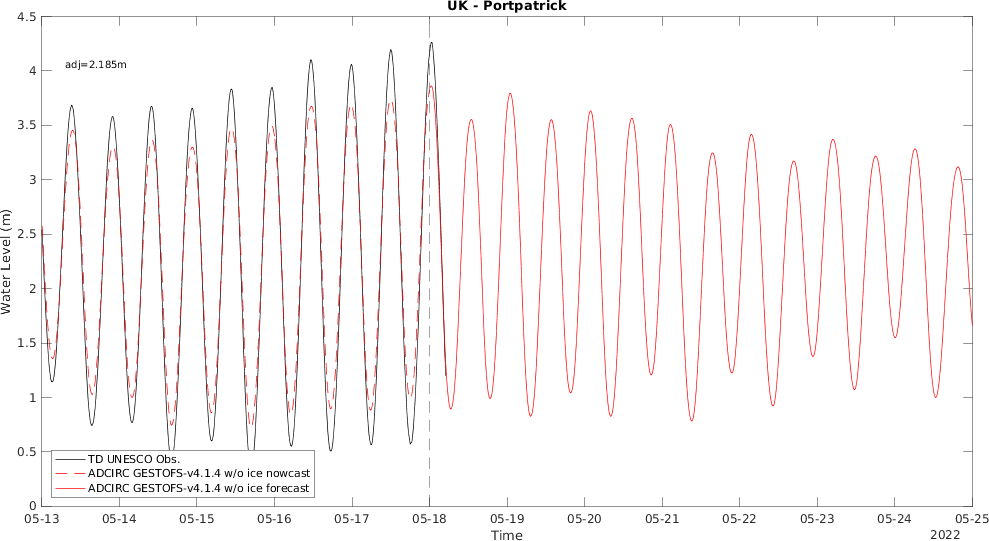 UK - Portpatrick
4.5
4
3.5
3
2.5
2
1.5
1
0.5
0
Water Level (m)
adj=2.185m
TD UNESCO Obs.
ADCIRC GESTOFS-v4.1.4 w/o ice nowcast
ADCIRC GESTOFS-v4.1.4 w/o ice forecast
05-13 05-14 05-15 05-16 05-17 05-18 05-19 05-20 05-21 05-22 05-23 05-24 05-25
Time
2022